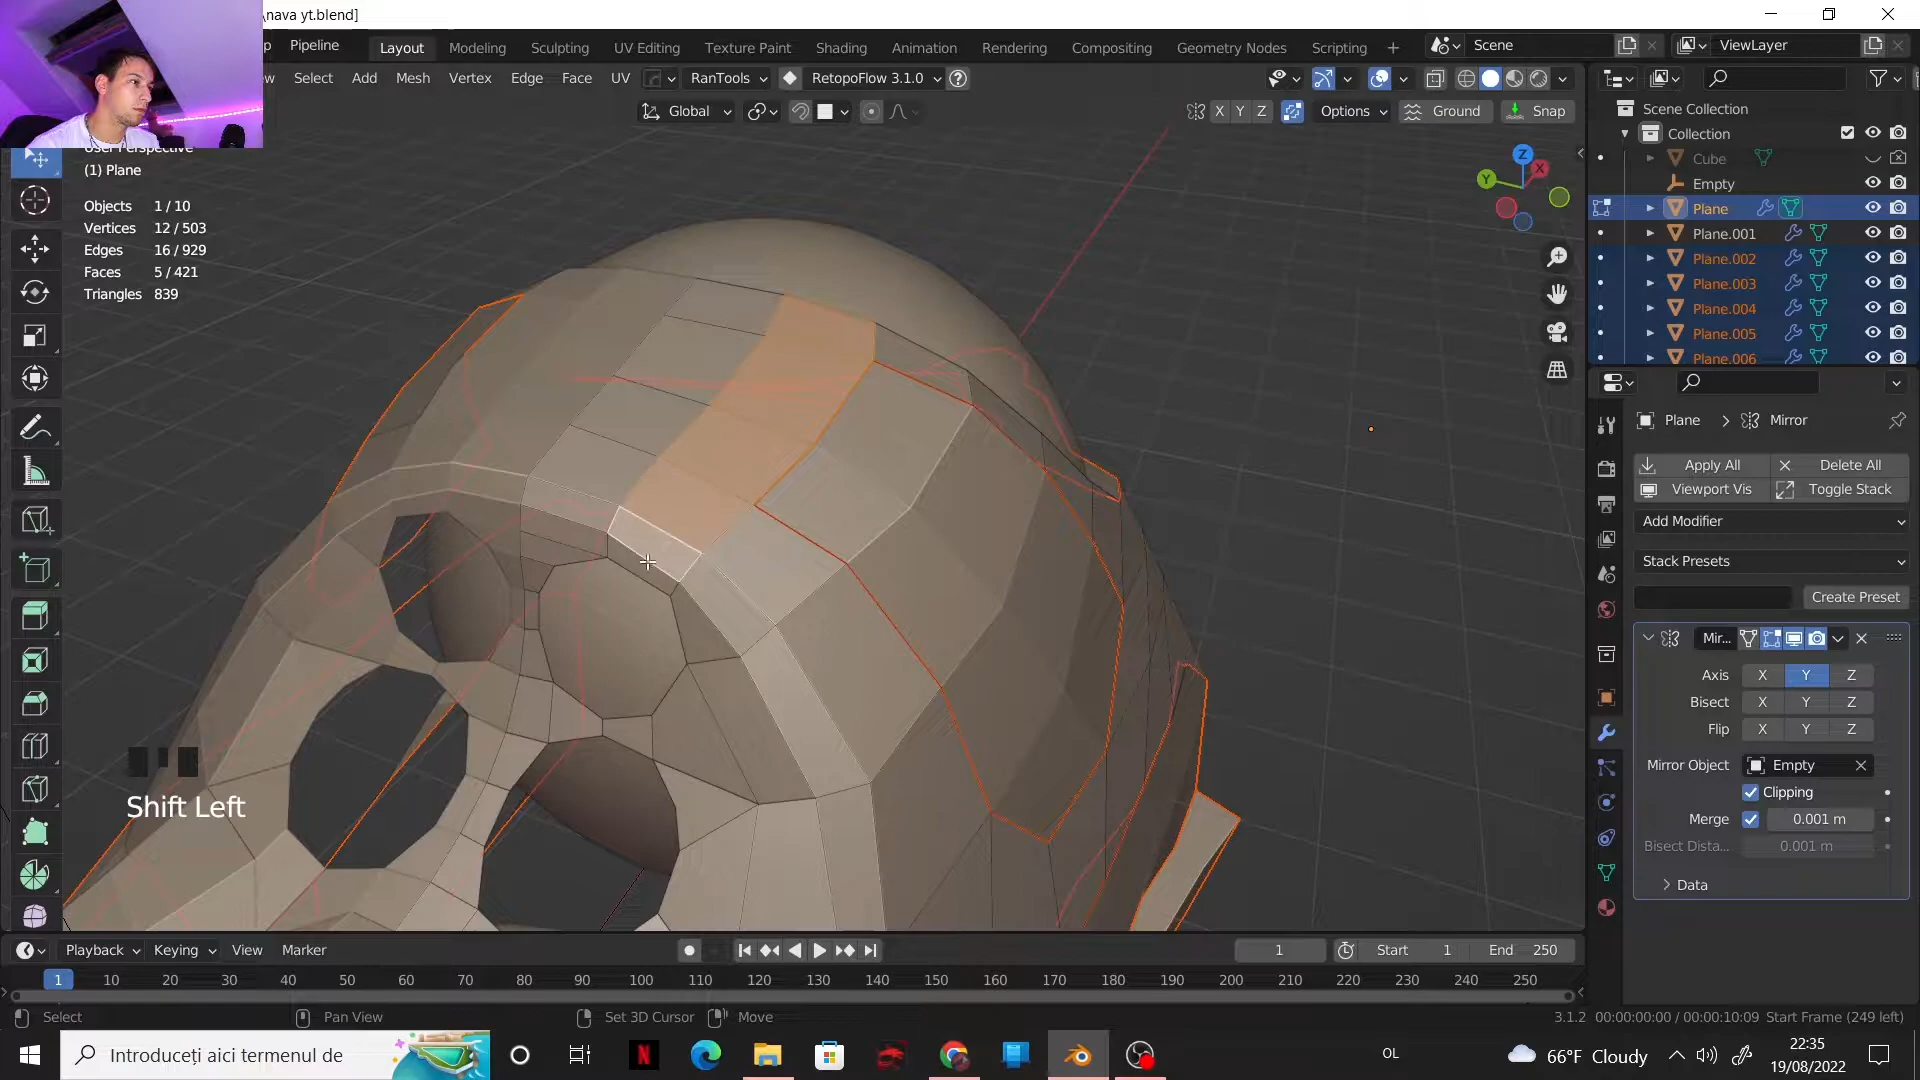 \nava yt.blend]
Pipeline
Layout
Modeling
Sculpting
UV Editing
Texture Paint
Shading
Animation
Rendering
Compositing
Geometry Nodes
Scripting
+
Scene
ViewLayer
Select
Add
Mesh
Vertex
Edge
Face
UV
RanTools
RetopoFlow 3.1.0
Global
X Y Z
Options
Ground
Snap
(1) Plane
Objects 1 / 10
Vertices 12 / 503
Edges 16 / 929
Faces 5 / 421
Triangles 839
Z
X
Y
Scene Collection
Collection
Cube
Empty
Plane
Plane.001
Plane.002
Plane.003
Plane.004
Plane.005
Plane.006
Plane
Mirror
Apply All
Delete All
Viewport Vis
Toggle Stack
Add Modifier
Stack Presets
Create Preset
Mir...
Axis X Y Z
Bisect X Y Z
Flip X Y Z
Mirror Object Empty
Clipping
Merge 0.001 m
Bisect Dista... 0.001 m
Data
Shift Left
Playback
Keying
View
Marker
1
Start 1
End 250
1 10 20 30 40 50 60 70 80 90 100 110 120 130 140 150 160 170 180 190 200 210 220 230 240 250
Select
Pan View
Set 3D Cursor
Move
3.1.2 00:00:00:00 / 00:00:10:09 Start Frame (249 left)
Introduceți aici termenul de
OL
66°F Cloudy
22:35
19/08/2022